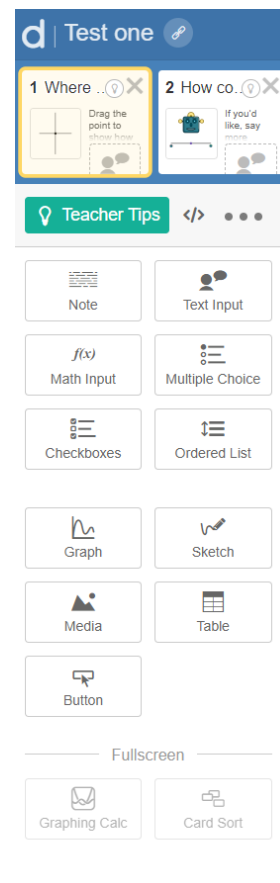 d | Test one
1 Where ... 2 How co...
Drag the
point to
show how
If you'd
like, say
more
Teacher Tips </> •••
Note Text Input
f(x)
Math Input Multiple Choice
Checkboxes Ordered List
Graph Sketch
Media Table
Button
Fullscreen
Graphing Calc Card Sort